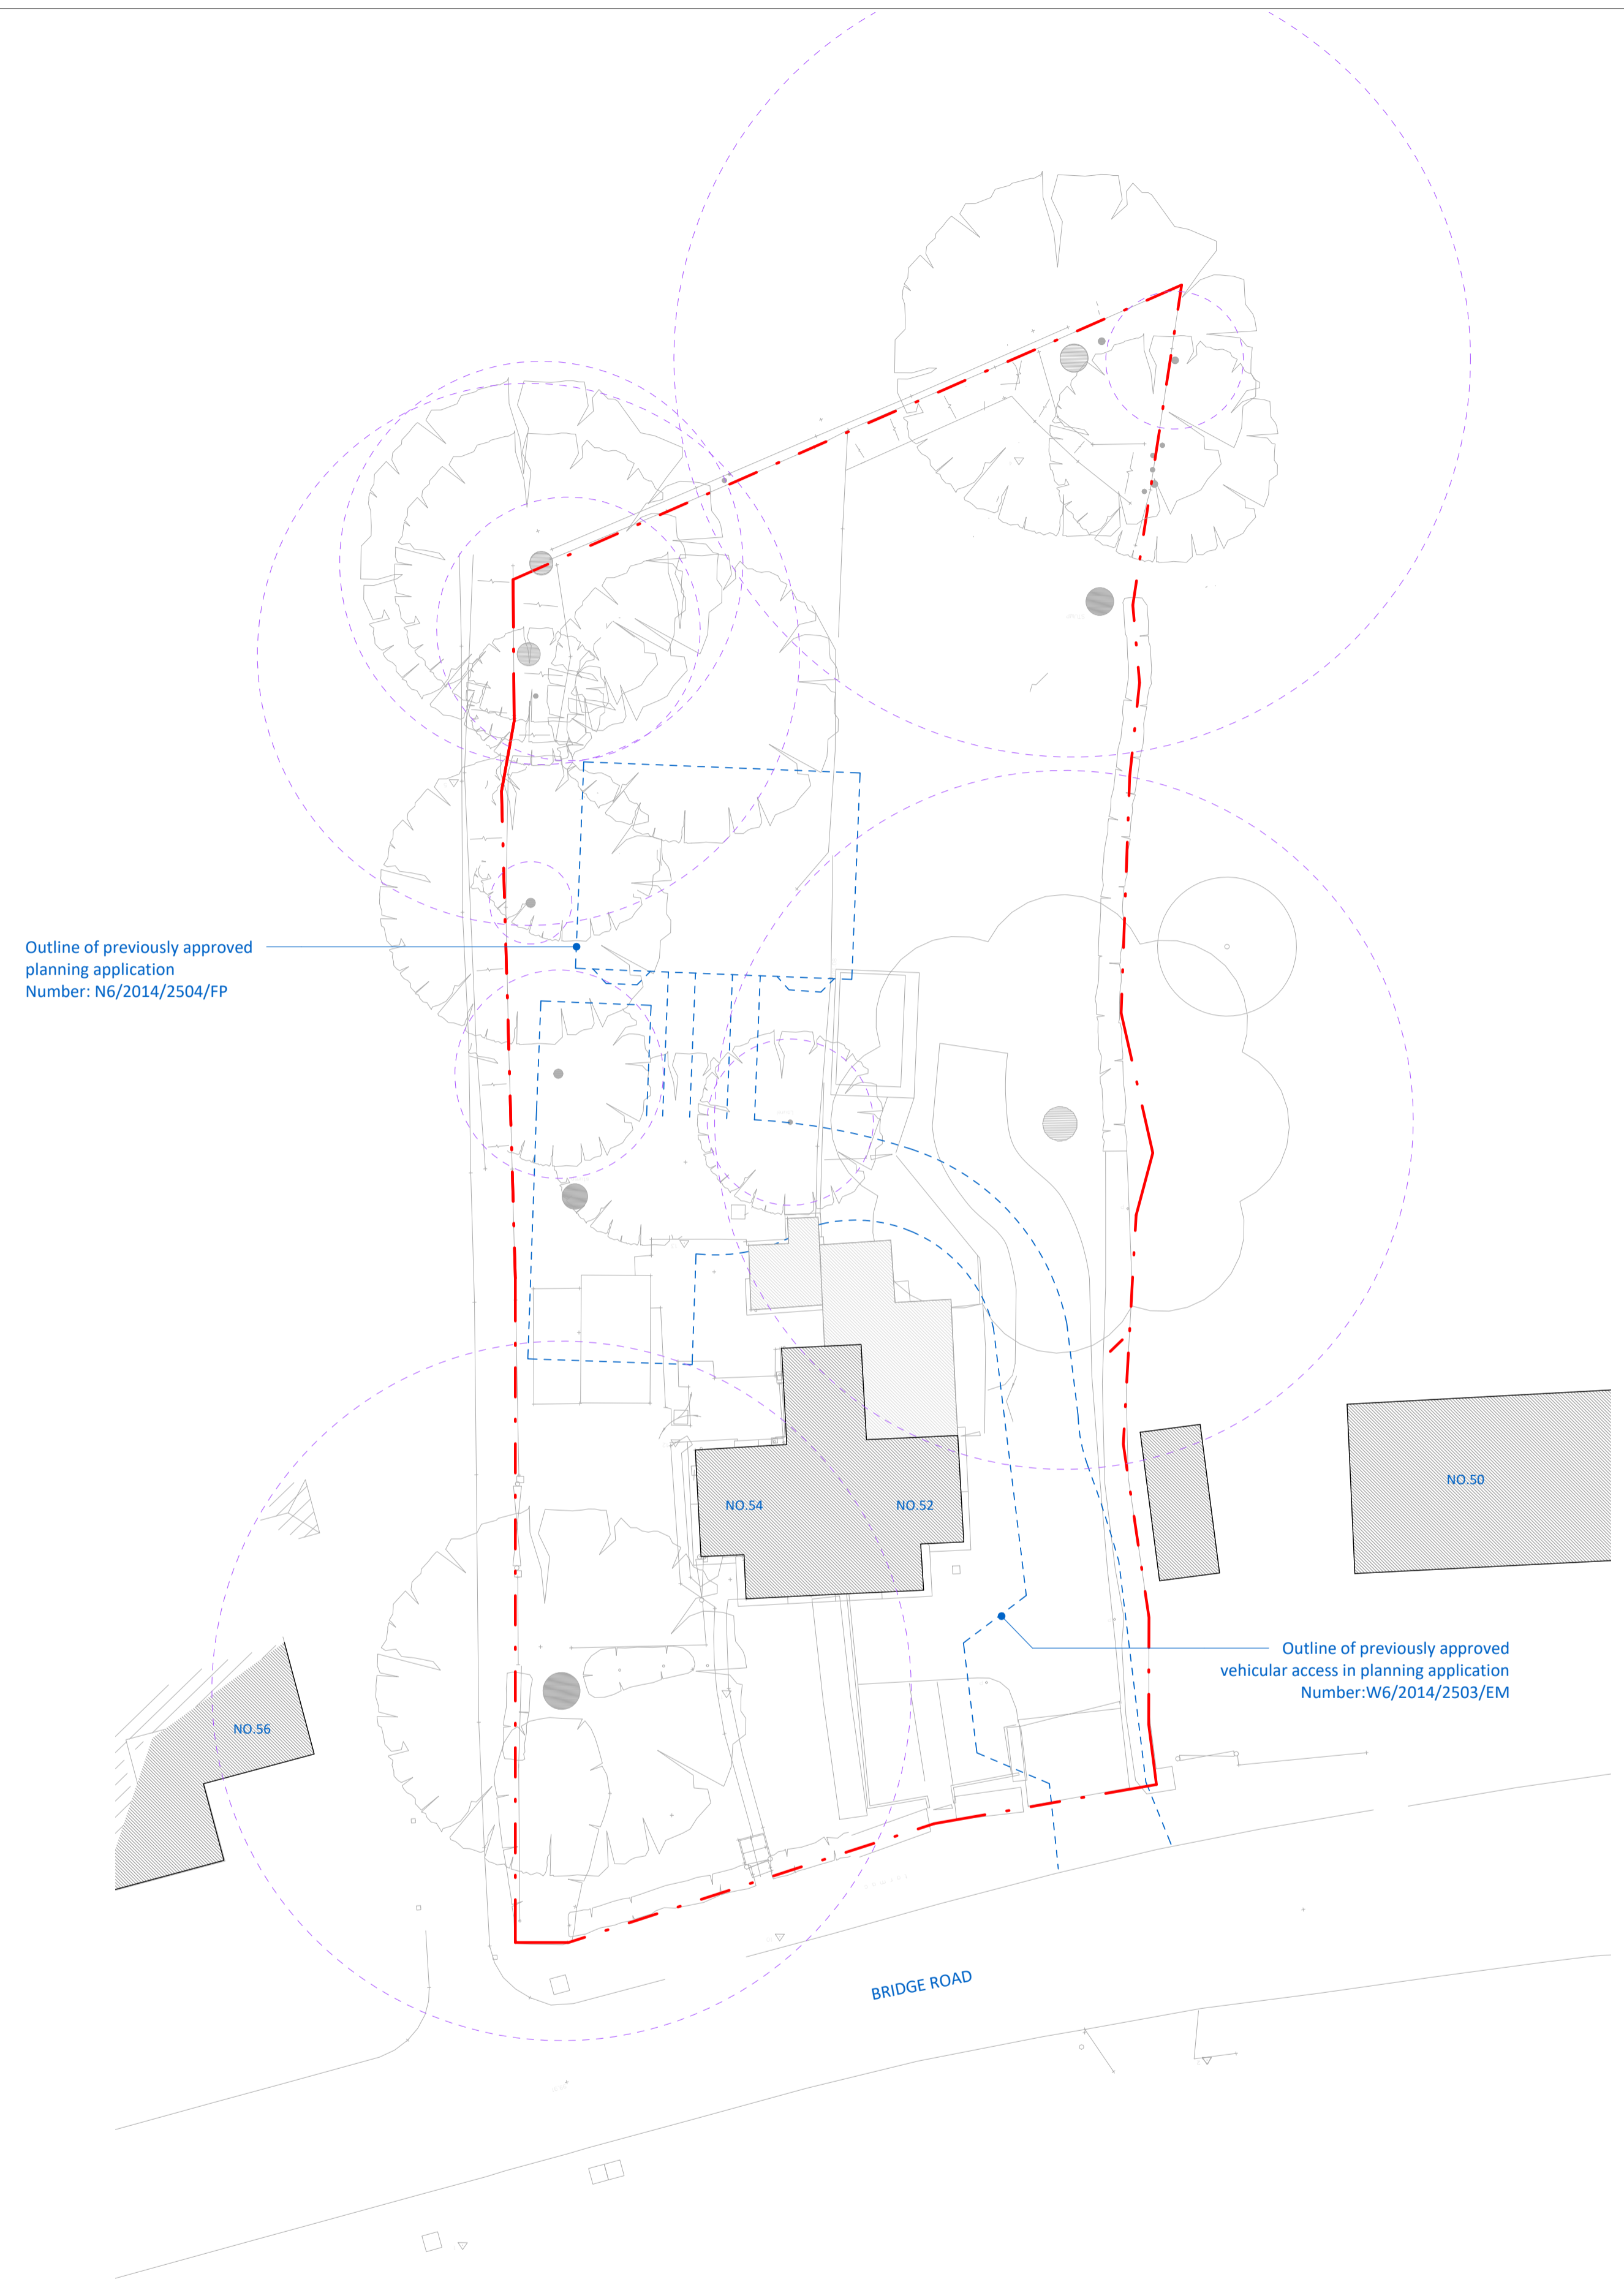 Outline of previously approved
planning application
Number: N6/2014/2504/FP
NO.54
NO.52
NO.50
Outline of previously approved
vehicular access in planning application
Number:W6/2014/2503/EM
NO.56
BRIDGE ROAD